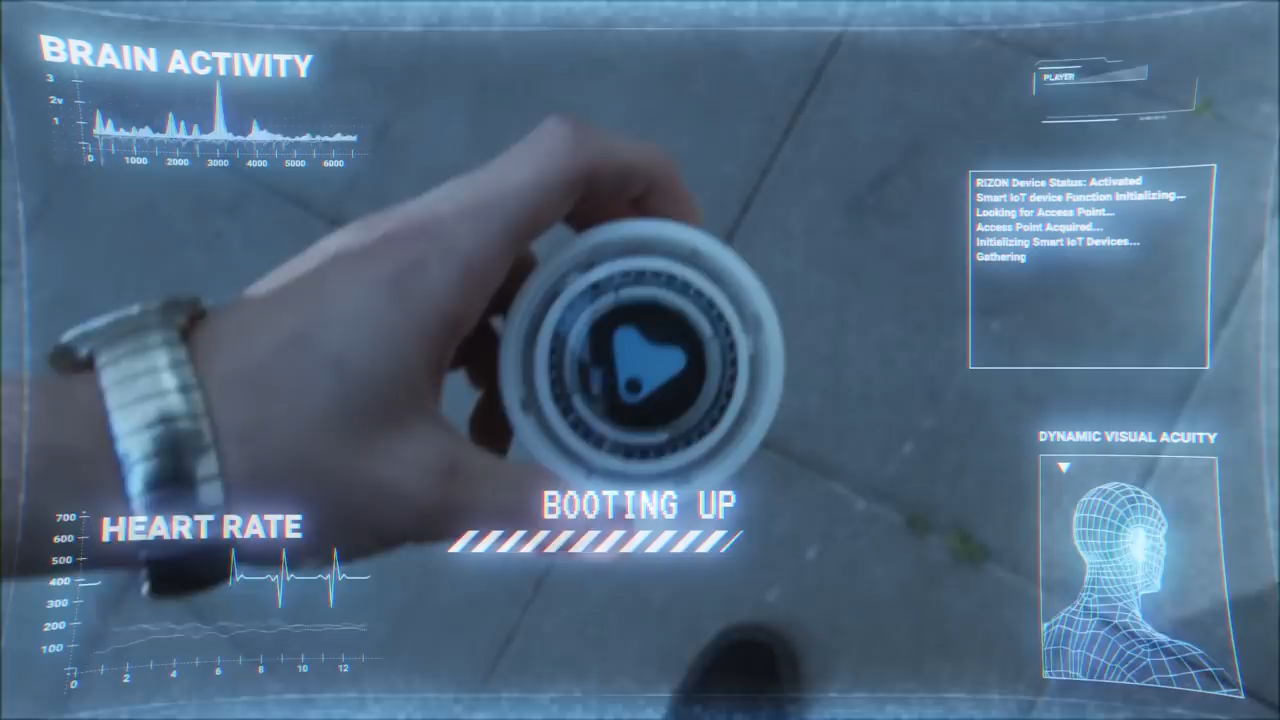 BRAIN ACTIVITY
3
2v
1
0 1000 2000 3000 4000 5000 6000
PLAYER
RIZON Device Status: Activated
Smart IoT device Function Initializing...
Looking for Access Point...
Access Point Acquired...
Initializing Smart IoT Devices...
Gathering
DYNAMIC VISUAL ACUITY
BOOTING UP
HEART RATE
700
600
500
400
300
200
100
0 2 4 6 8 10 12